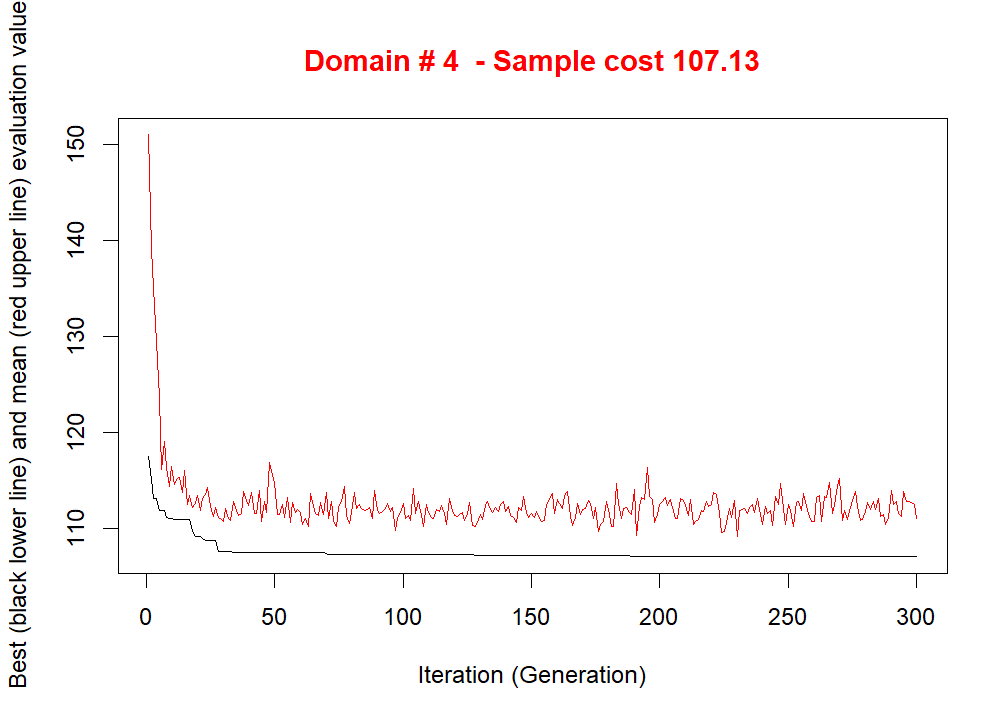 Domain # 4  - Sample cost 107.13
Best (black lower line) and mean (red upper line) evaluation value
150
140
130
120
110
0 50 100 150 200 250 300
Iteration (Generation)